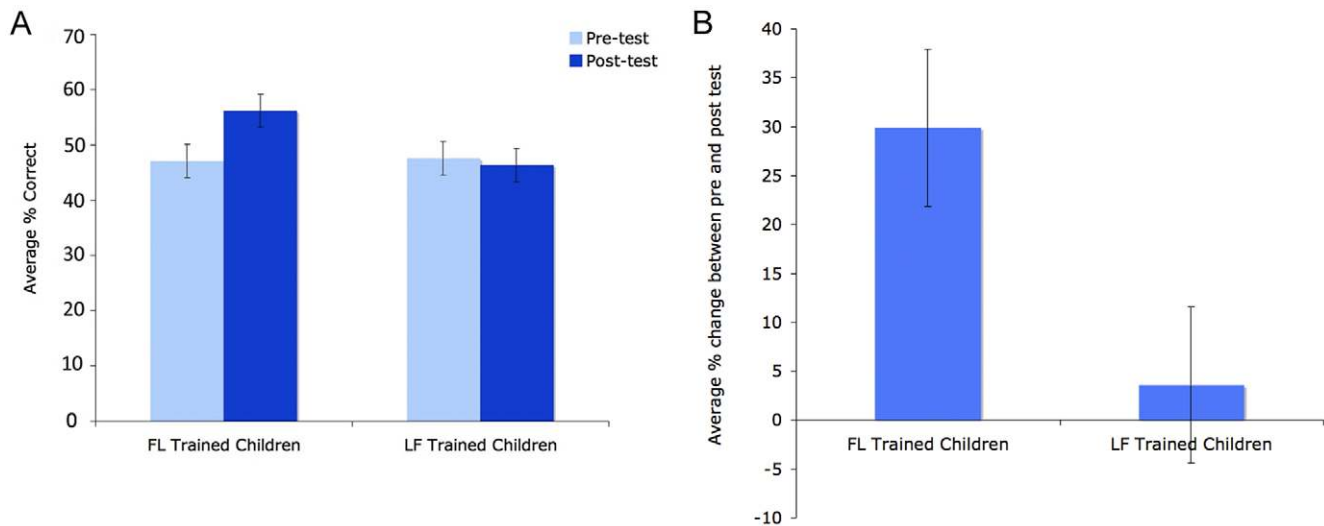 A
Average % Correct
70
60
50
40
30
20
10
0
Pre-test
Post-test
FL Trained Children
LF Trained Children
B
Average % change between pre and post test
40
35
30
25
20
15
10
5
0
-5
-10
FL Trained Children
LF Trained Children